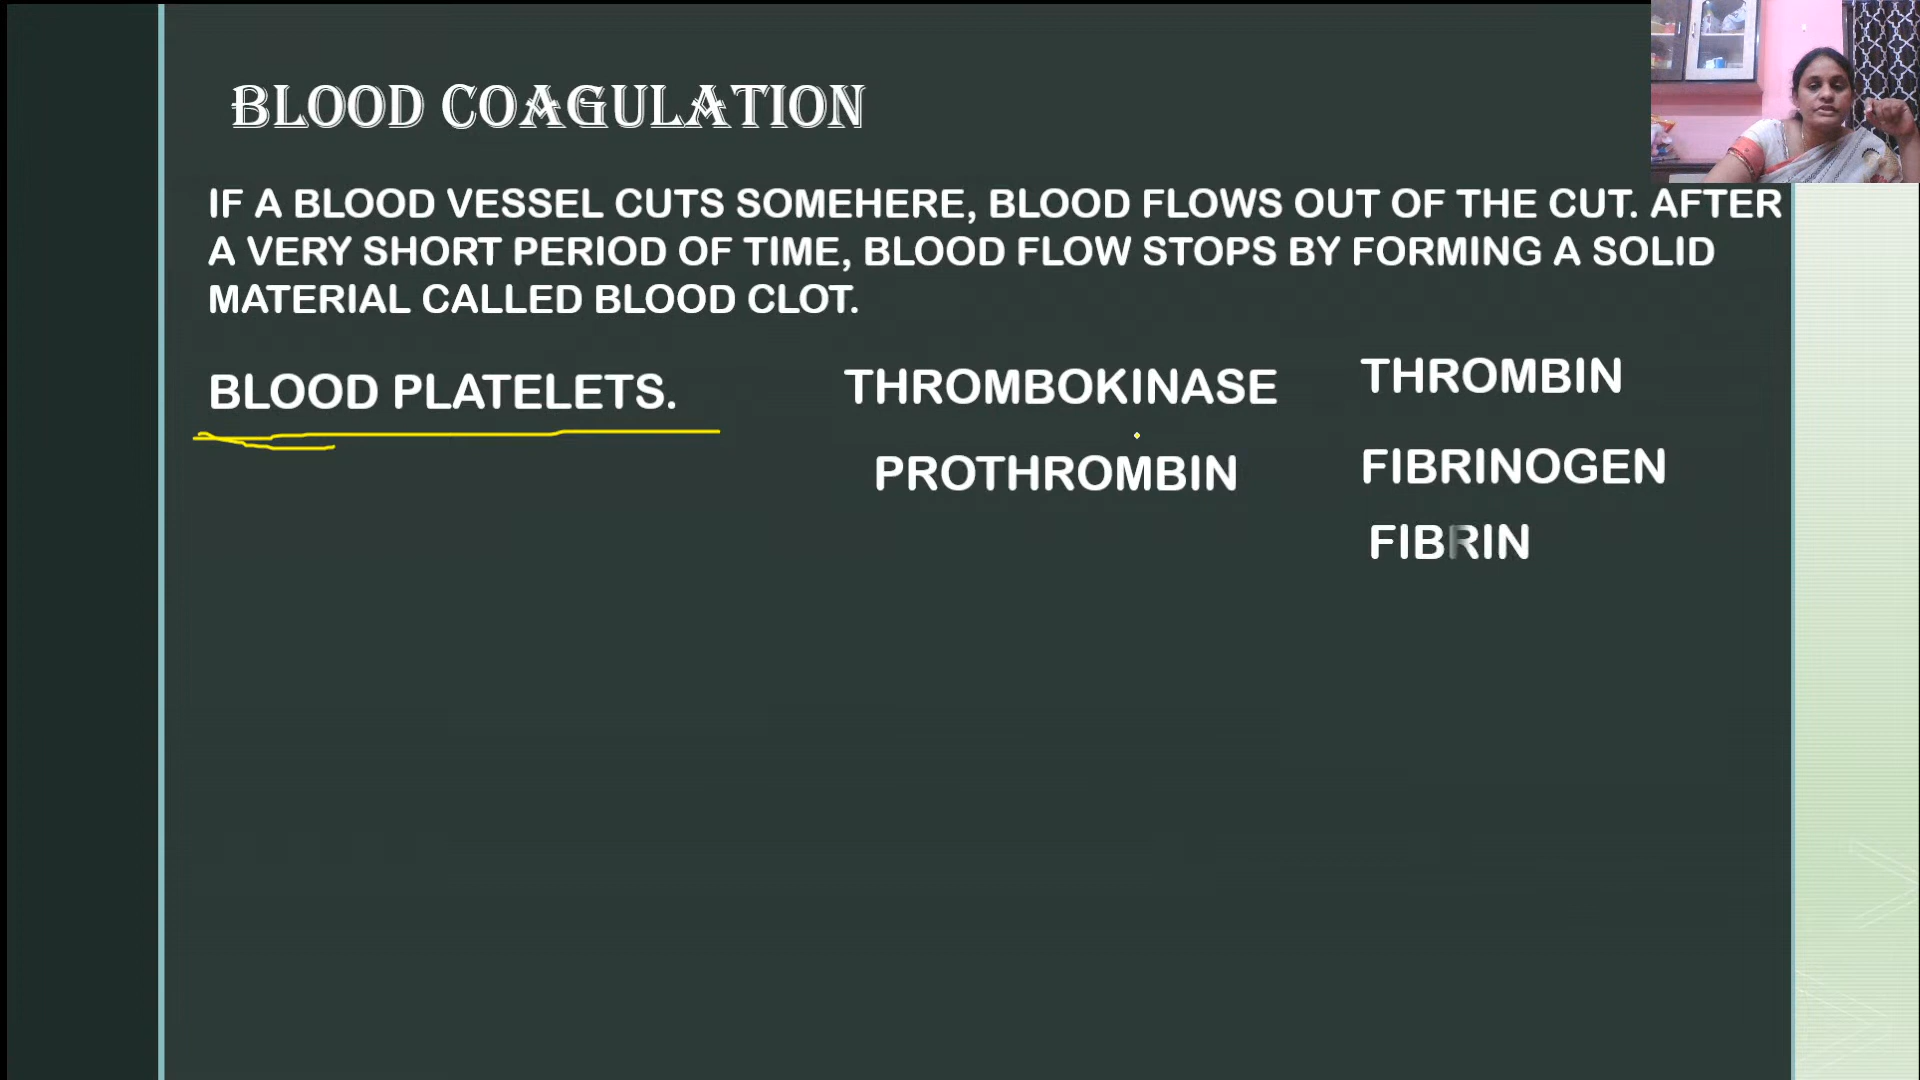 BLOOD COAGULATION
IF A BLOOD VESSEL CUTS SOMEHERE, BLOOD FLOWS OUT OF THE CUT. AFTER
A VERY SHORT PERIOD OF TIME, BLOOD FLOW STOPS BY FORMING A SOLID
MATERIAL CALLED BLOOD CLOT.
BLOOD PLATELETS.
THROMBOKINASE
PROTHROMBIN
THROMBIN
FIBRINOGEN
FIBRIN